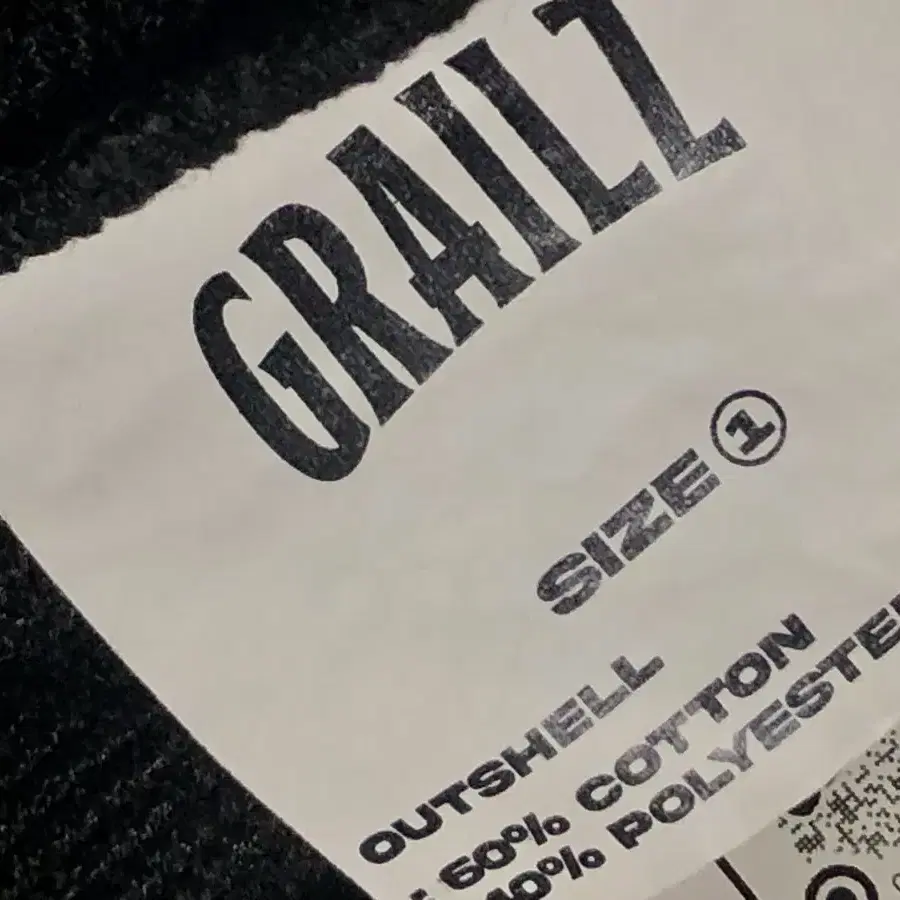 GRAILZ
SIZE 1
OUTSHELL
60% COTTON
40% POLYESTER